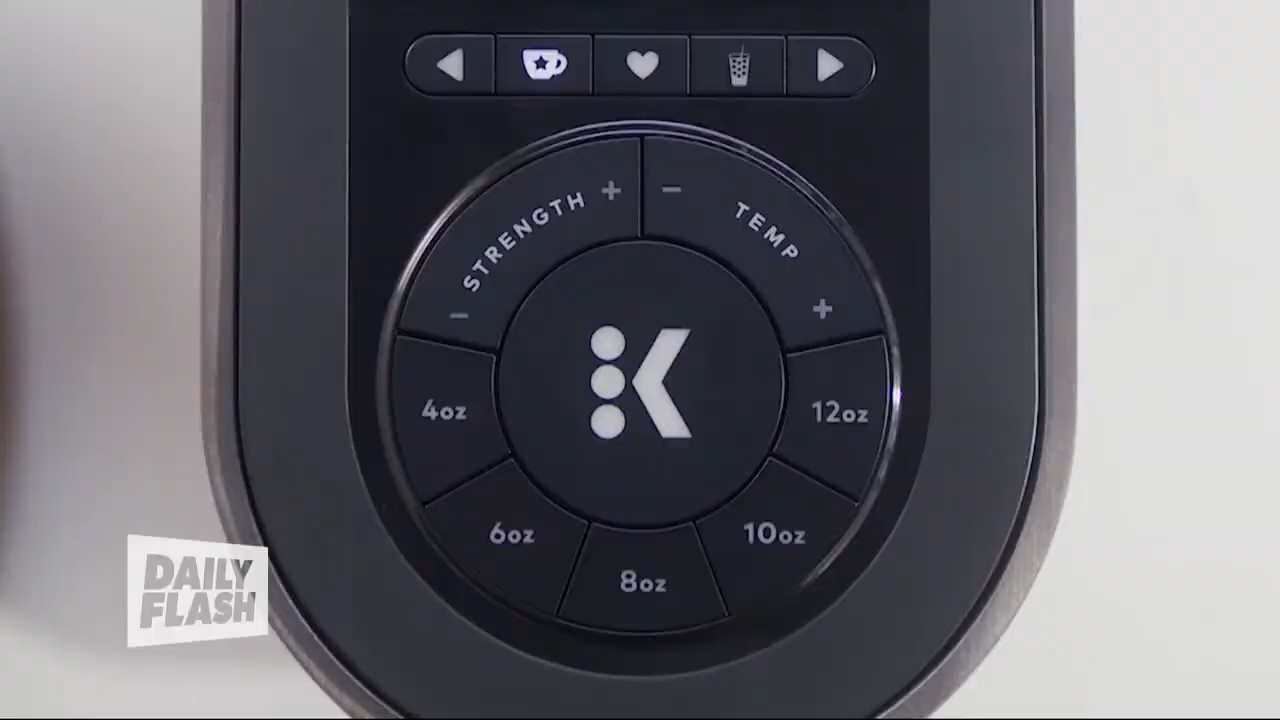 STRENGTH +
−
− TEMP
+
4oz
12oz
6oz
10oz
8oz
K
DAILY
FLASH